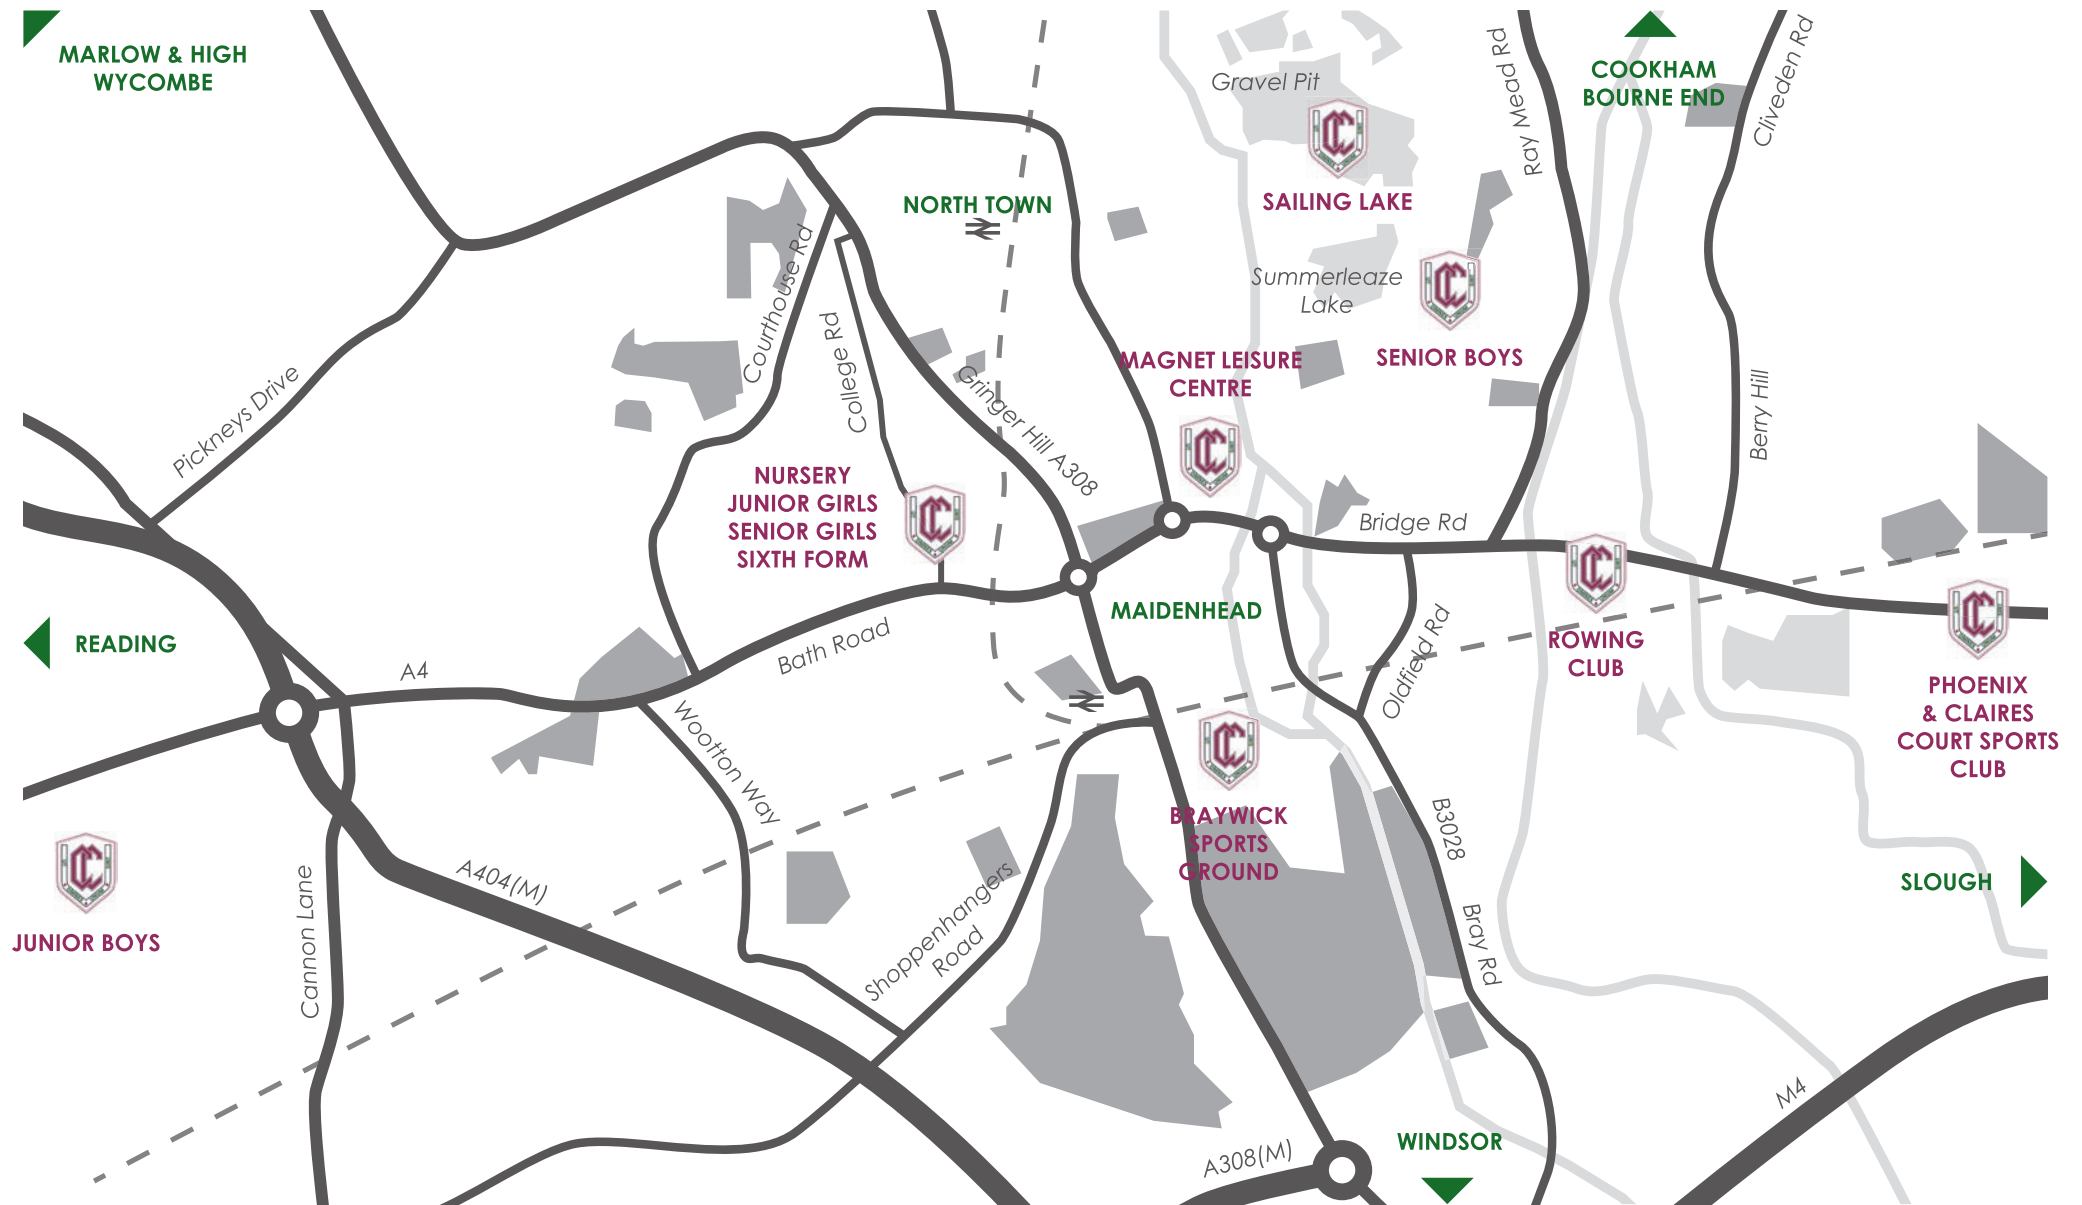 MARLOW & HIGH
WYCOMBE
Gravel Pit
Ray Mead Rd
COOKHAM
BOURNE END
Cliveden Rd
NORTH TOWN
SAILING LAKE
Courthouse Rd
Summerleaze
Lake
College Rd
MAGNET LEISURE
CENTRE
SENIOR BOYS
Pickneys Drive
Gringer Hill A308
Berry Hill
NURSERY
JUNIOR GIRLS
SENIOR GIRLS
SIXTH FORM
Bridge Rd
MAIDENHEAD
READING
A4
Bath Road
Oldfield Rd
ROWING
CLUB
PHOENIX
& CLAIRES
COURT SPORTS
CLUB
Wootton Way
BRAYWICK
SPORTS
GROUND
B3028
JUNIOR BOYS
Cannon Lane
A404(M)
Shoppenhangers
Road
Bray Rd
SLOUGH
M4
A308(M)
WINDSOR